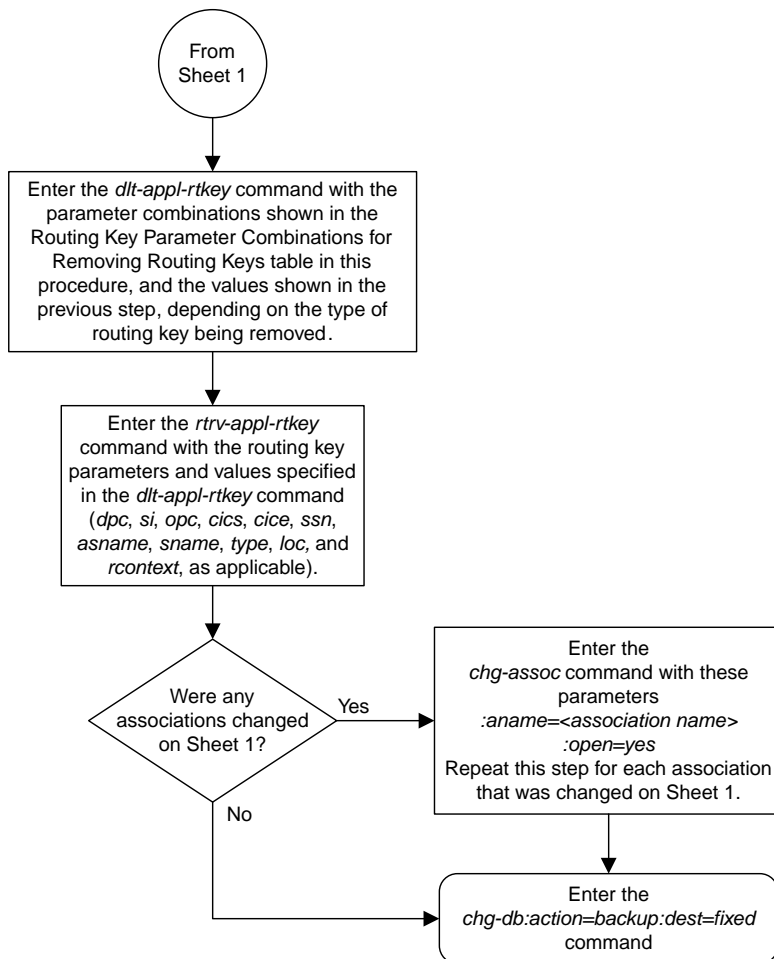 From
Sheet 1
Enter the dlt-appl-rtkey command with the
parameter combinations shown in the
Routing Key Parameter Combinations for
Removing Routing Keys table in this
procedure, and the values shown in the
previous step, depending on the type of
routing key being removed.
Enter the rtrv-appl-rtkey
command with the routing key
parameters and values specified
in the dlt-appl-rtkey command
(dpc, si, opc, cics, cice, ssn,
asname, sname, type, loc, and
rcontext, as applicable).
Were any
associations changed
on Sheet 1?
Yes
No
Enter the
chg-assoc command with these
parameters
:aname=<association name>
:open=yes
Repeat this step for each association
that was changed on Sheet 1.
Enter the
chg-db:action=backup:dest=fixed
command